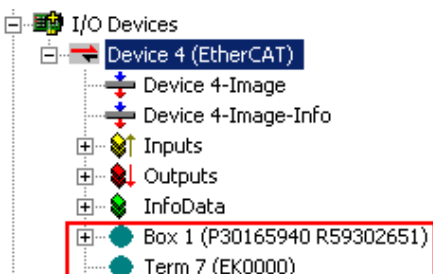 I/O Devices
Device 4 (EtherCAT)
Device 4-Image
Device 4-Image-Info
Inputs
Outputs
InfoData
Box 1 (P30165940 R59302651)
Term 7 (EK0000)